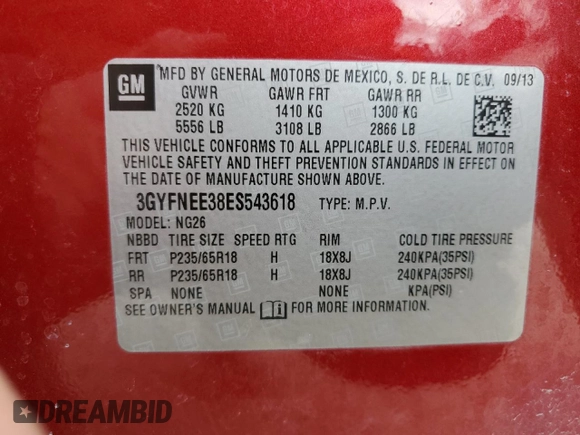 GM
MFD BY GENERAL MOTORS DE MEXICO, S. DE R.L. DE C.V. 09/13
GVWR GAWR FRT GAWR RR
2520 KG 1410 KG 1300 KG
5556 LB 3108 LB 2866 LB
THIS VEHICLE CONFORMS TO ALL APPLICABLE U.S. FEDERAL MOTOR
VEHICLE SAFETY AND THEFT PREVENTION STANDARDS IN EFFECT ON
THE DATE OF MANUFACTURE SHOWN ABOVE.
3GYFNEE38ES543618 TYPE: M.P.V.
MODEL: NG26
NBBD TIRE SIZE SPEED RTG RIM COLD TIRE PRESSURE
FRT P235/65R18 H 18X8J 240KPA(35PSI)
RR P235/65R18 H 18X8J 240KPA(35PSI)
SPA NONE NONE KPA(PSI)
SEE OWNER'S MANUAL i FOR MORE INFORMATION.
DREAMBID